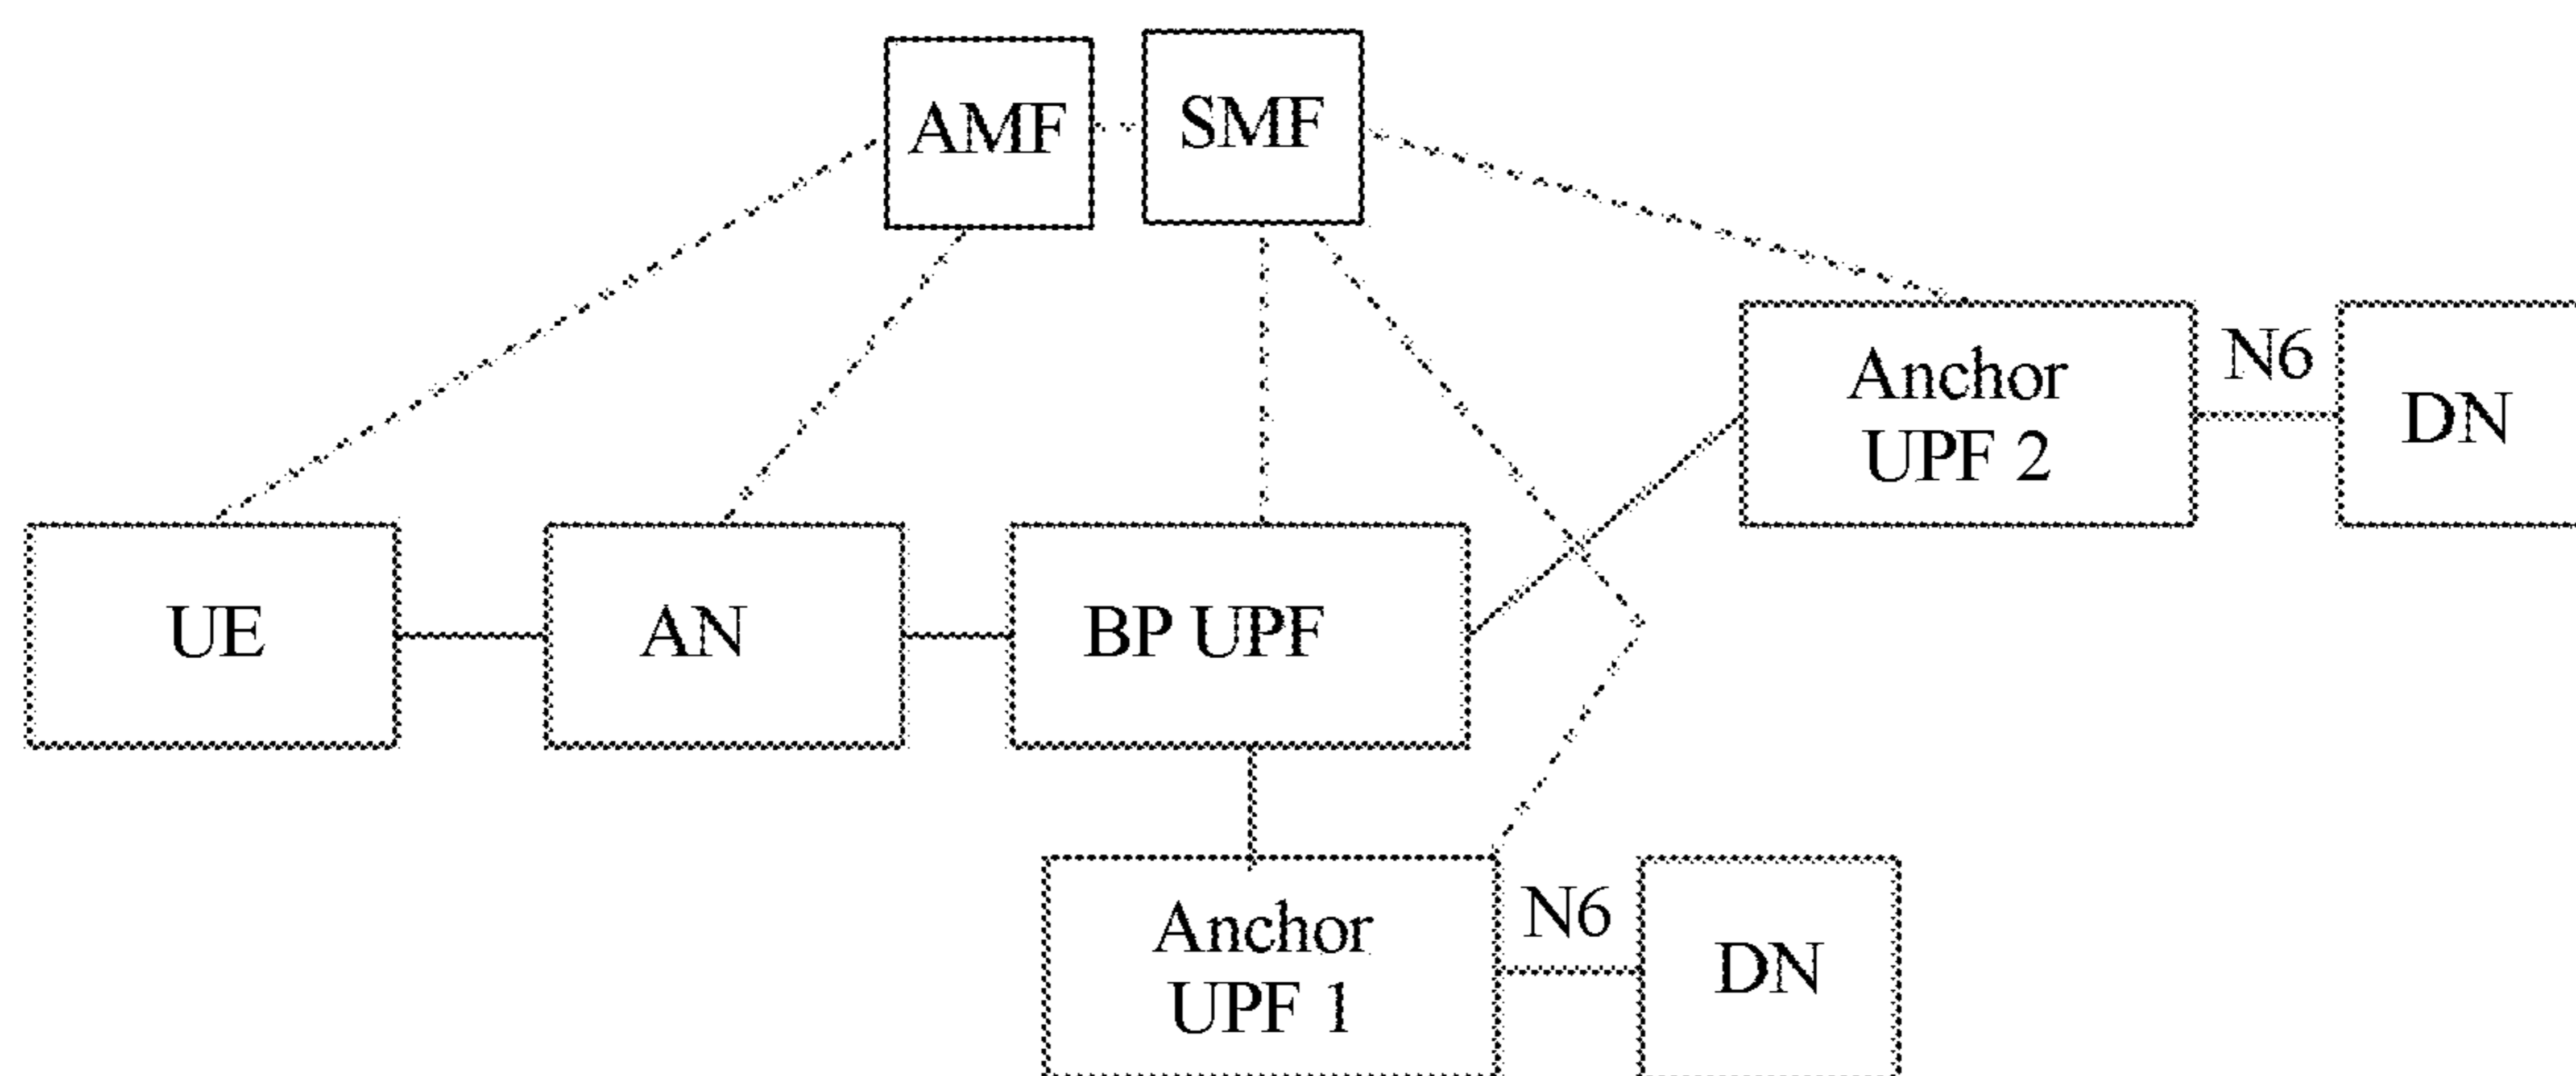 AMF
SMF
Anchor
UPF 2
N6
DN
UE
AN
BP UPF
Anchor
UPF 1
N6
DN